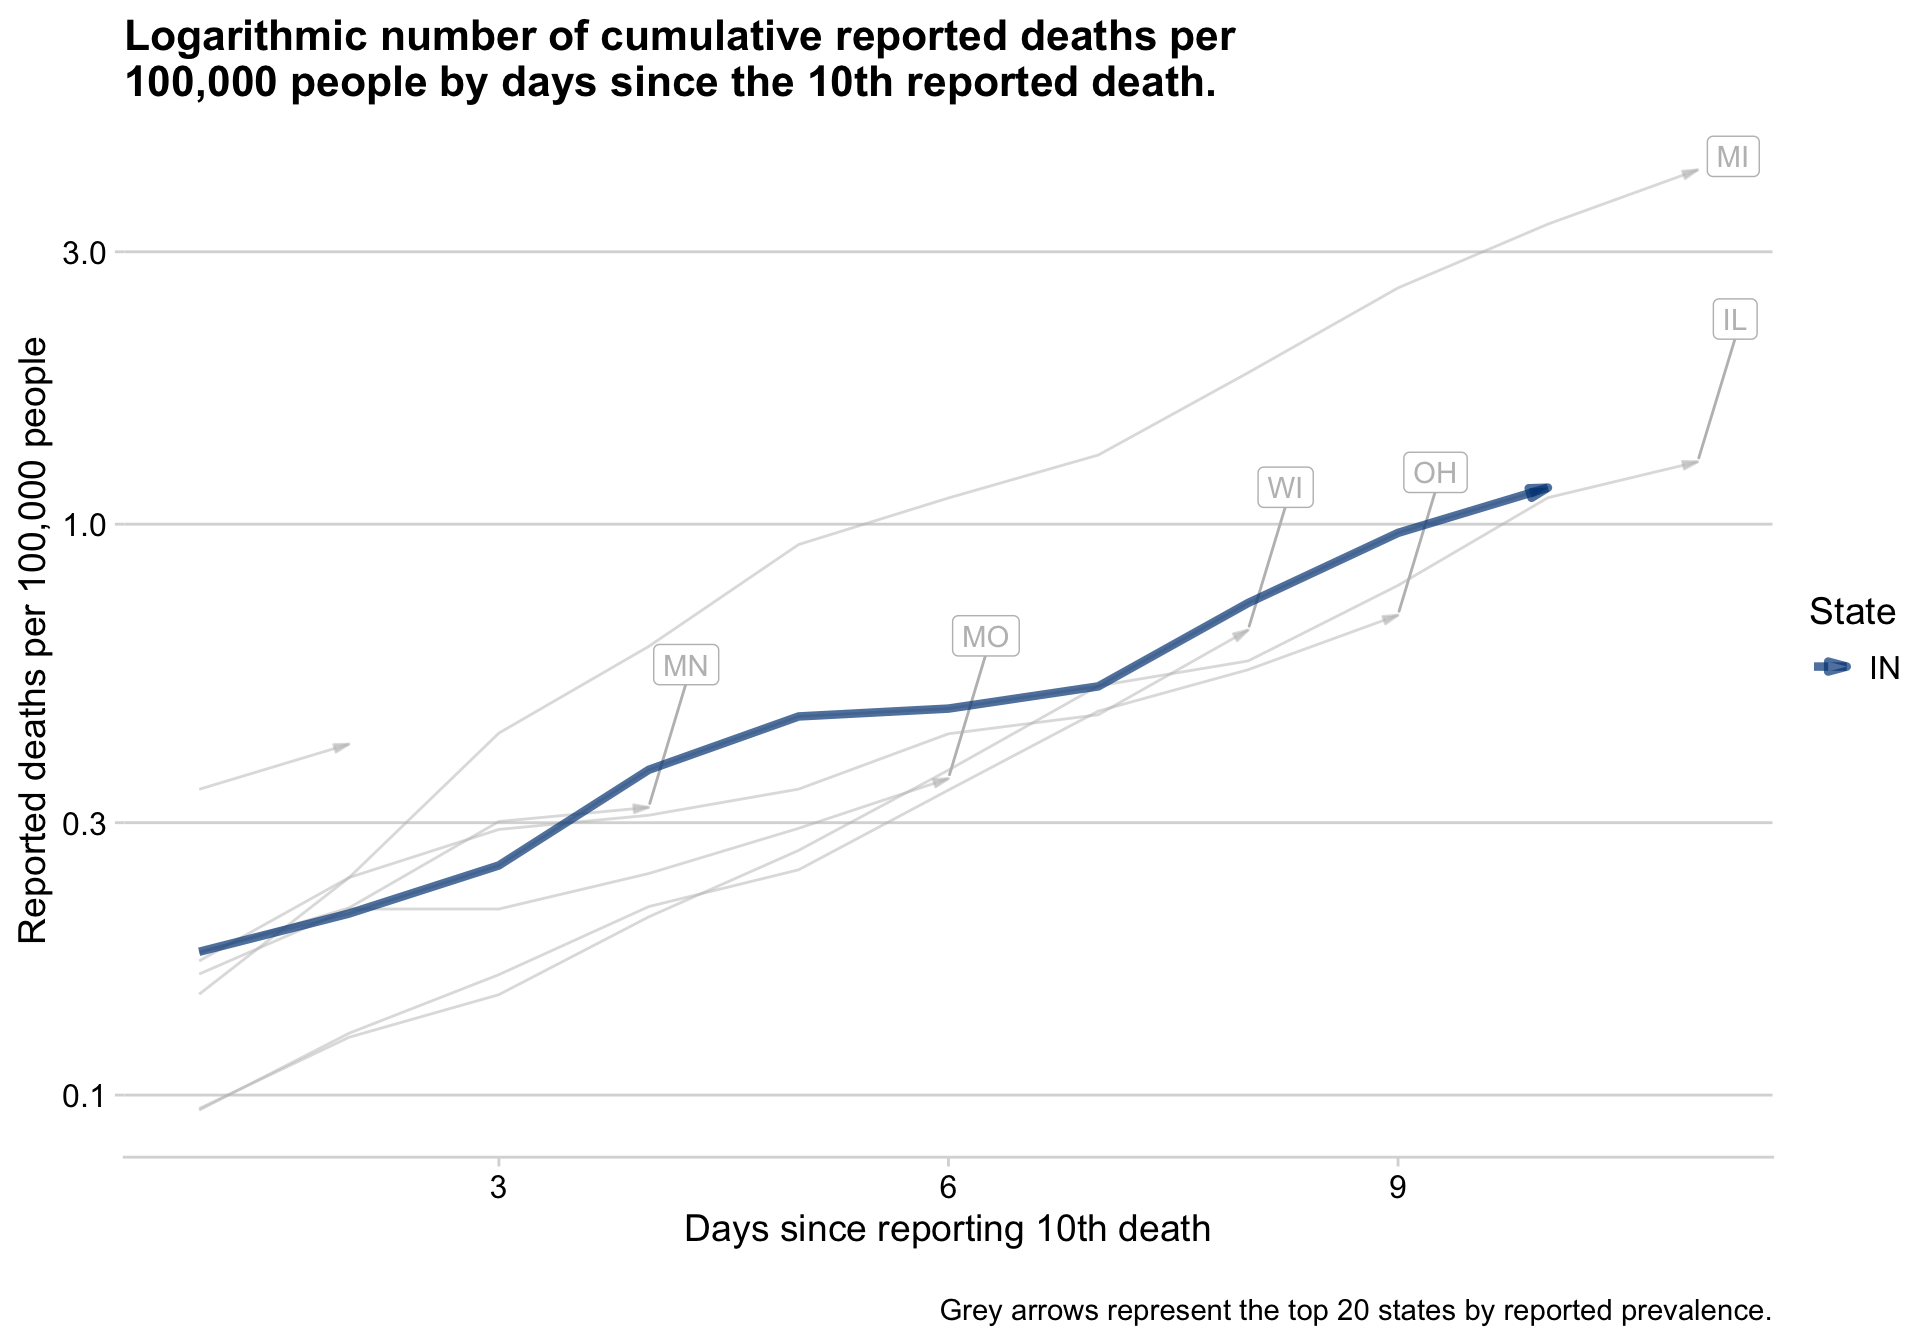 Logarithmic number of cumulative reported deaths per
100,000 people by days since the 10th reported death.
MI
3.0
IL
Reported deaths per 100,000 people
OH
WI
1.0
State
MO
MN
IN
0.3
0.1
3
6
9
Days since reporting 10th death
Grey arrows represent the top 20 states by reported prevalence.